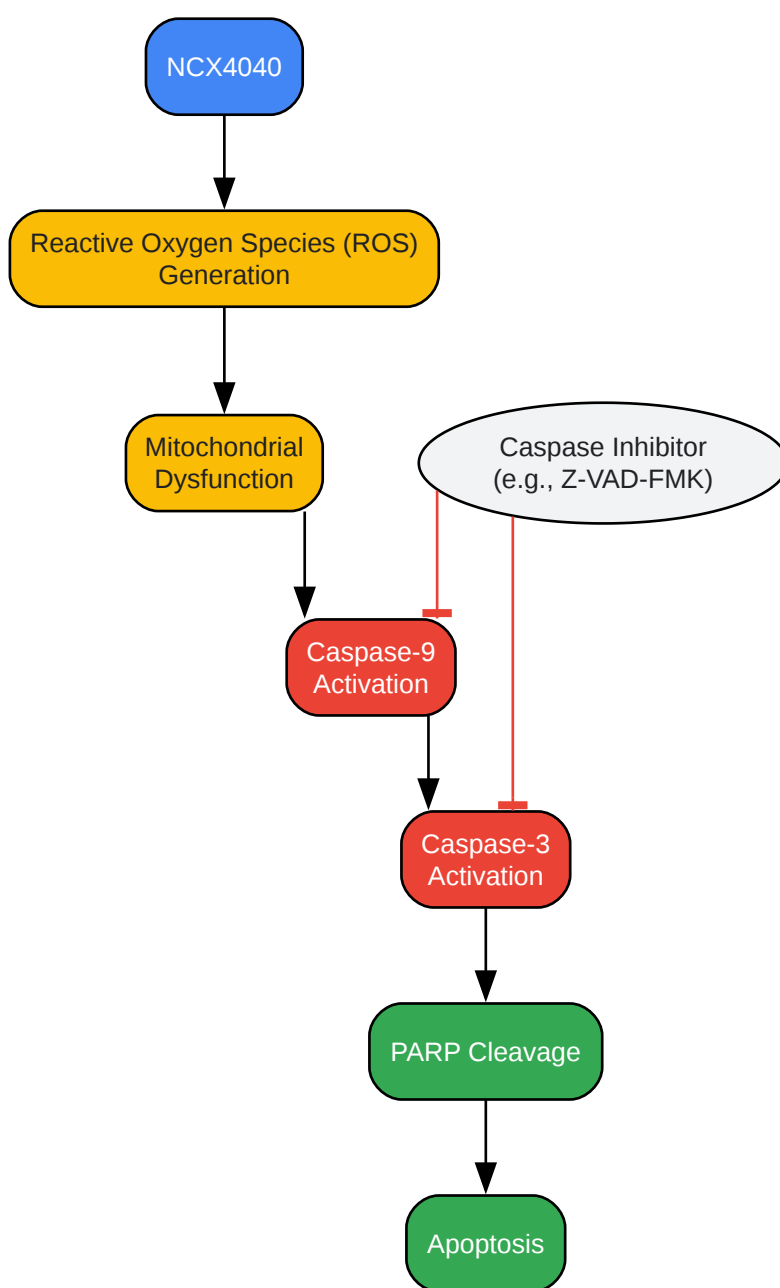 NCX4040
Reactive Oxygen Species (ROS)
Generation
Mitochondrial
Dysfunction
Caspase Inhibitor
(e.g., Z-VAD-FMK)
Caspase-9
Activation
Caspase-3
Activation
PARP Cleavage
Apoptosis